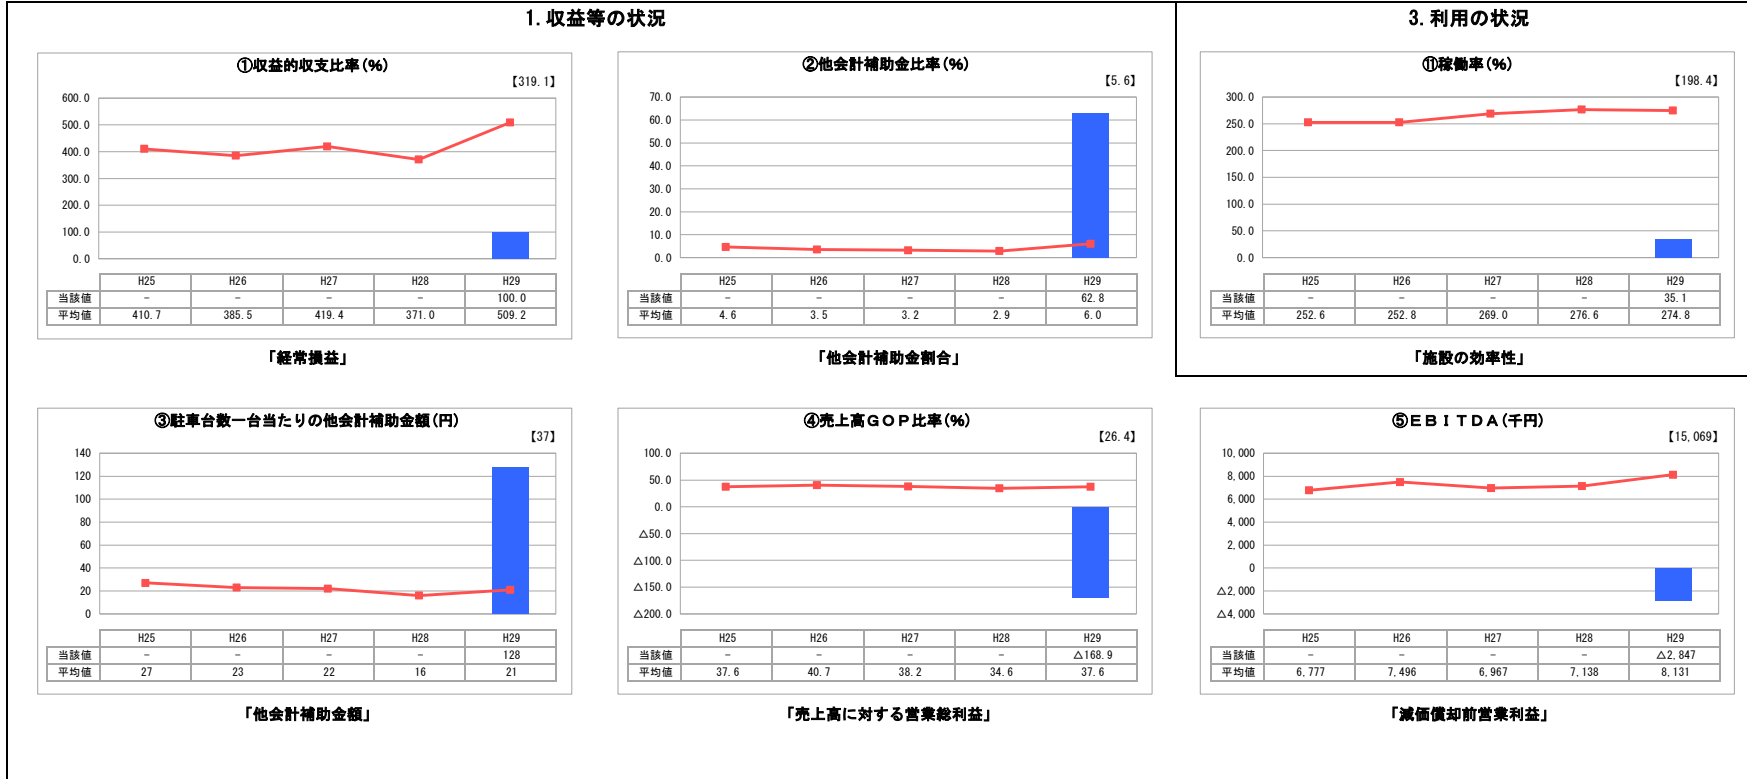 1. 収益等の状況
3. 利用の状況
①収益的収支比率(%)
【319.1】
600.0
500.0
400.0
300.0
200.0
100.0
0.0
H25 H26 H27 H28 H29
当該値 － － － － 100.0
平均値 410.7 385.5 419.4 371.0 509.2
「経常損益」
②他会計補助金比率(%)
【5.6】
70.0
60.0
50.0
40.0
30.0
20.0
10.0
0.0
H25 H26 H27 H28 H29
当該値 － － － － 62.8
平均値 4.6 3.5 3.2 2.9 6.0
「他会計補助金割合」
⑪稼働率(%)
【198.4】
300.0
250.0
200.0
150.0
100.0
50.0
0.0
H25 H26 H27 H28 H29
当該値 － － － － 35.1
平均値 252.6 252.8 269.0 276.6 274.8
「施設の効率性」
③駐車台数一台当たりの他会計補助金額(円)
【37】
140
120
100
80
60
40
20
0
H25 H26 H27 H28 H29
当該値 － － － － 128
平均値 27 23 22 16 21
「他会計補助金額」
④売上高ＧＯＰ比率(%)
【26.4】
100.0
50.0
0.0
△50.0
△100.0
△150.0
△200.0
H25 H26 H27 H28 H29
当該値 － － － － △168.9
平均値 37.6 40.7 38.2 34.6 37.6
「売上高に対する営業総利益」
⑤ＥＢＩＴＤＡ(千円)
【15,069】
10,000
8,000
6,000
4,000
2,000
0
△2,000
△4,000
H25 H26 H27 H28 H29
当該値 － － － － △2,847
平均値 6,777 7,496 6,967 7,138 8,131
「減価償却前営業利益」